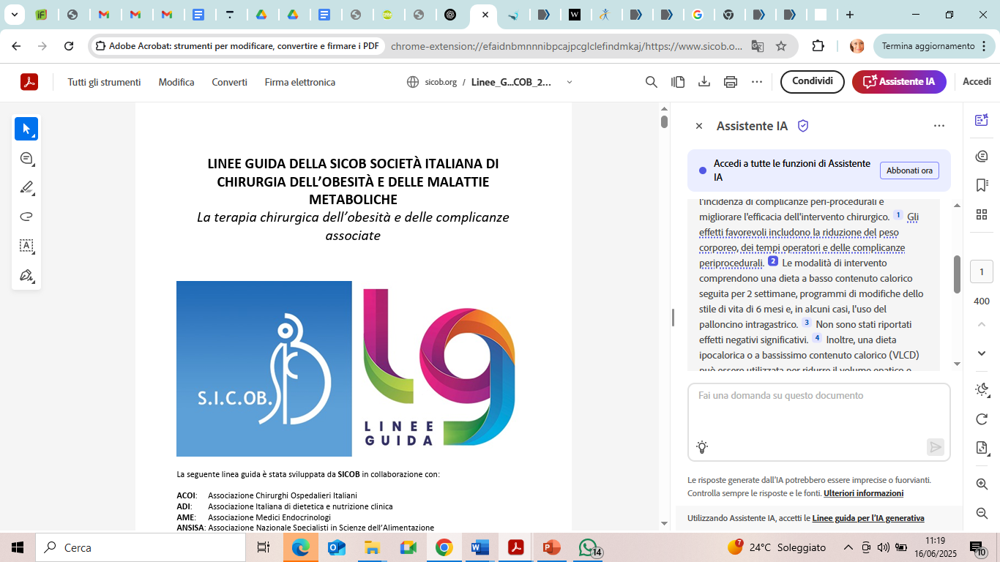 Adobe Acrobat: strumenti per modificare, convertire e firmare i PDF
chrome-extension://efaidnbmnnnibpcajpcglclefindmkaj/https://www.sicob.o...
Termina aggiornamento
Tutti gli strumenti
Modifica
Converti
Firma elettronica
sicob.org / Linee_G...COB_2...
Condividi
Assistente IA
Accedi
LINEE GUIDA DELLA SICOB SOCIETÀ ITALIANA DI
CHIRURGIA DELL'OBESITÀ E DELLE MALATTIE
METABOLICHE
La terapia chirurgica dell'obesità e delle complicanze
associate
S.I.C.OB.
LINEE
GUIDA
La seguente linea guida è stata sviluppata da SICOB in collaborazione con:
ACOI: Associazione Chirurghi Ospedalieri Italiani
ADI: Associazione Italiana di dietetica e nutrizione clinica
AME: Associazione Medici Endocrinologi
ANSISA: Associazione Nazionale Specialisti in Scienze dell'Alimentazione
Assistente IA
Accedi a tutte le funzioni di Assistente
IA
Abbonati ora
l'incidenza di complicanze peri-procedurali e
migliorare l'efficacia dell'intervento chirurgico. 1 Gli
effetti favorevoli includono la riduzione del peso
corporeo, dei tempi operatori e delle complicanze
periprocedurali. 2 Le modalità di intervento
comprendono una dieta a basso contenuto calorico
seguita per 2 settimane, programmi di modifiche dello
stile di vita di 6 mesi e, in alcuni casi, l'uso del
palloncino intragastrico. 3 Non sono stati riportati
effetti negativi significativi. 4 Inoltre, una dieta
ipocalorica o a bassissimo contenuto calorico (VLCD)
può essere utilizzata per ridurre il volume epatico e
Fai una domanda su questo documento
Le risposte generate dall'IA potrebbero essere imprecise o fuorvianti.
Controlla sempre le risposte e le fonti. Ulteriori informazioni
Utilizzando Assistente IA, accetti le Linee guida per l'IA generativa
1
400
Cerca
14
7
24°C Soleggiato
11:19
16/06/2025
10